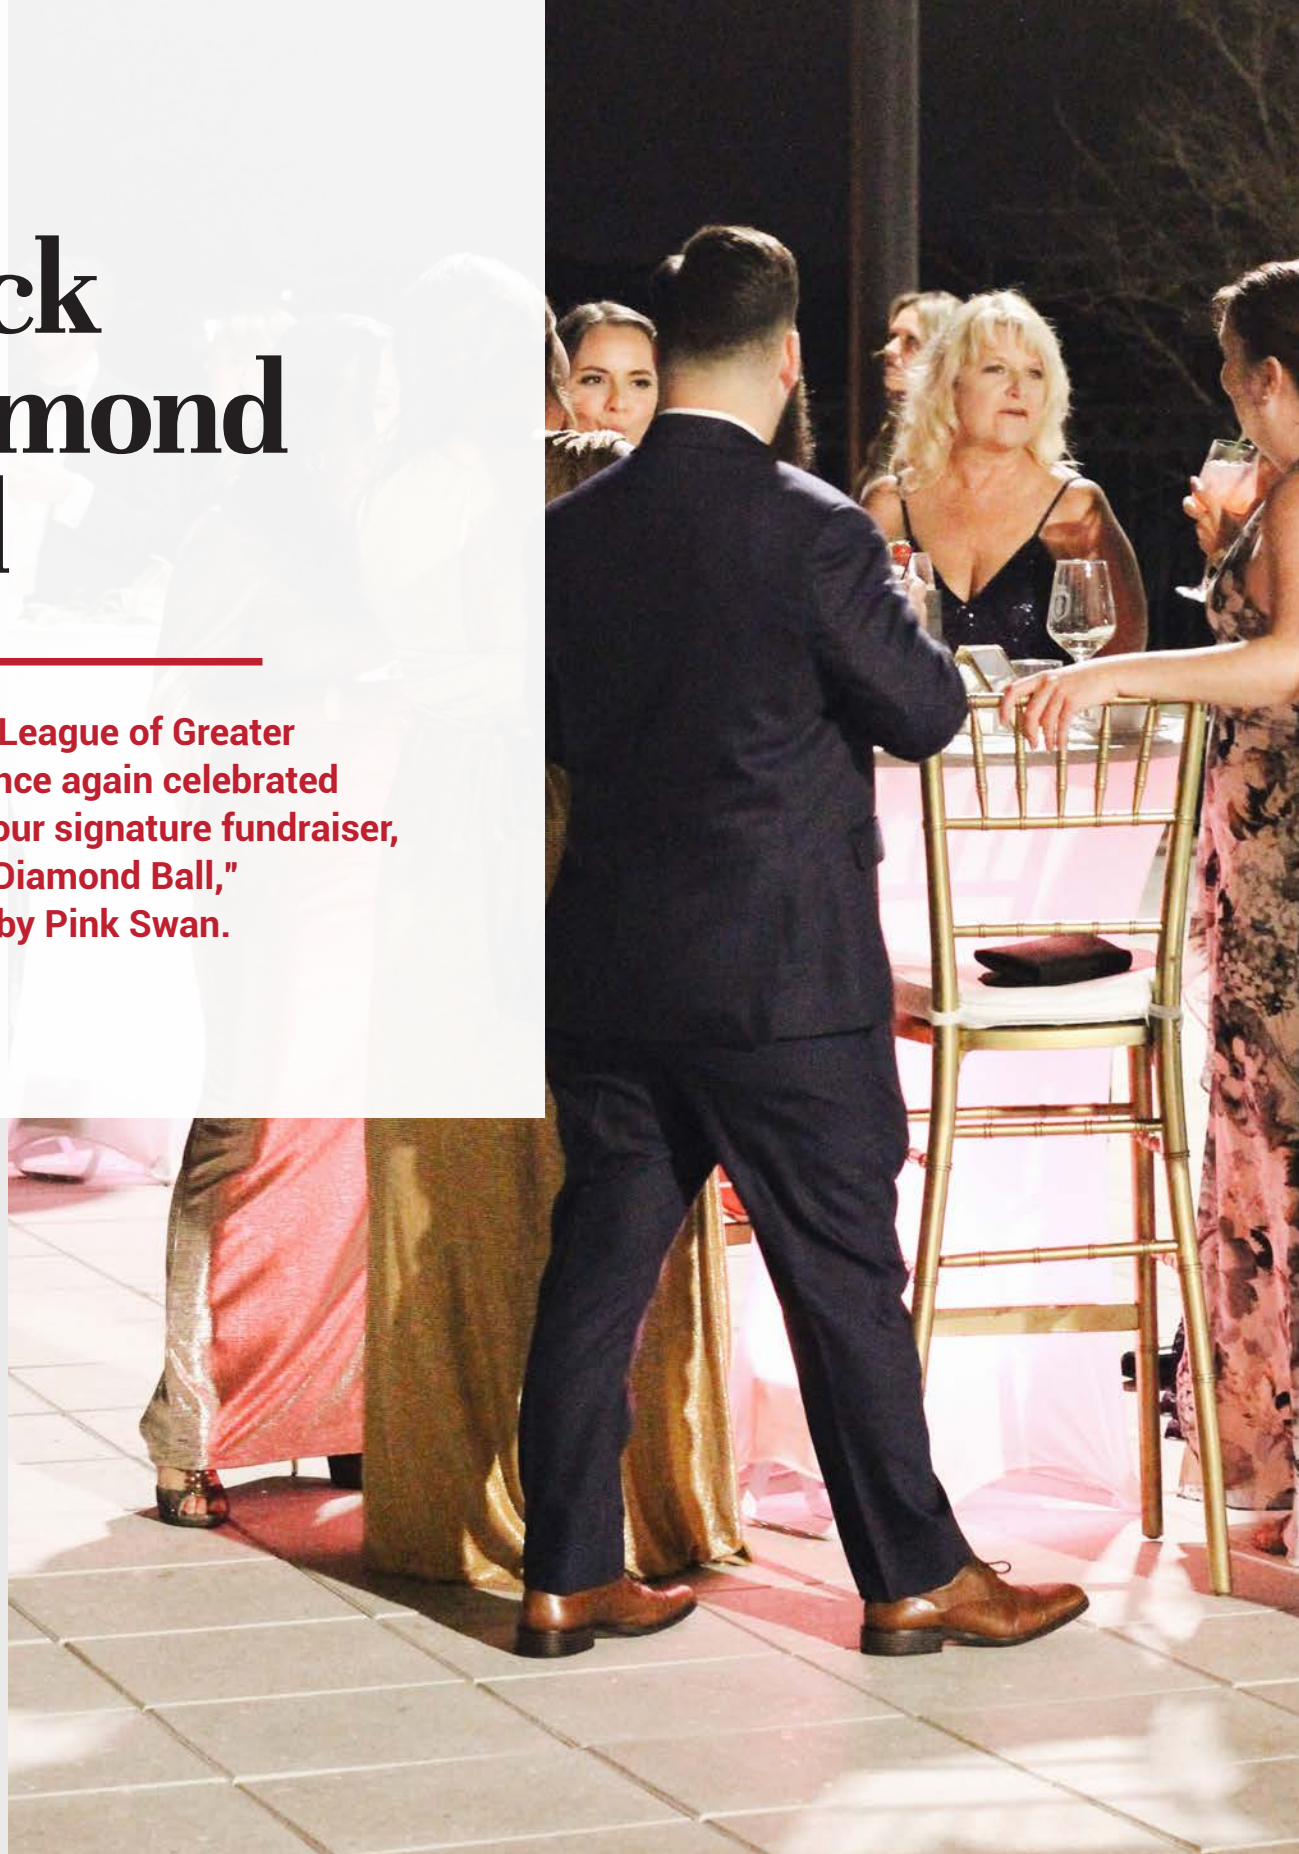 ck
mond
l
League of Greater
nce again celebrated
our signature fundraiser,
Diamond Ball,"
by Pink Swan.